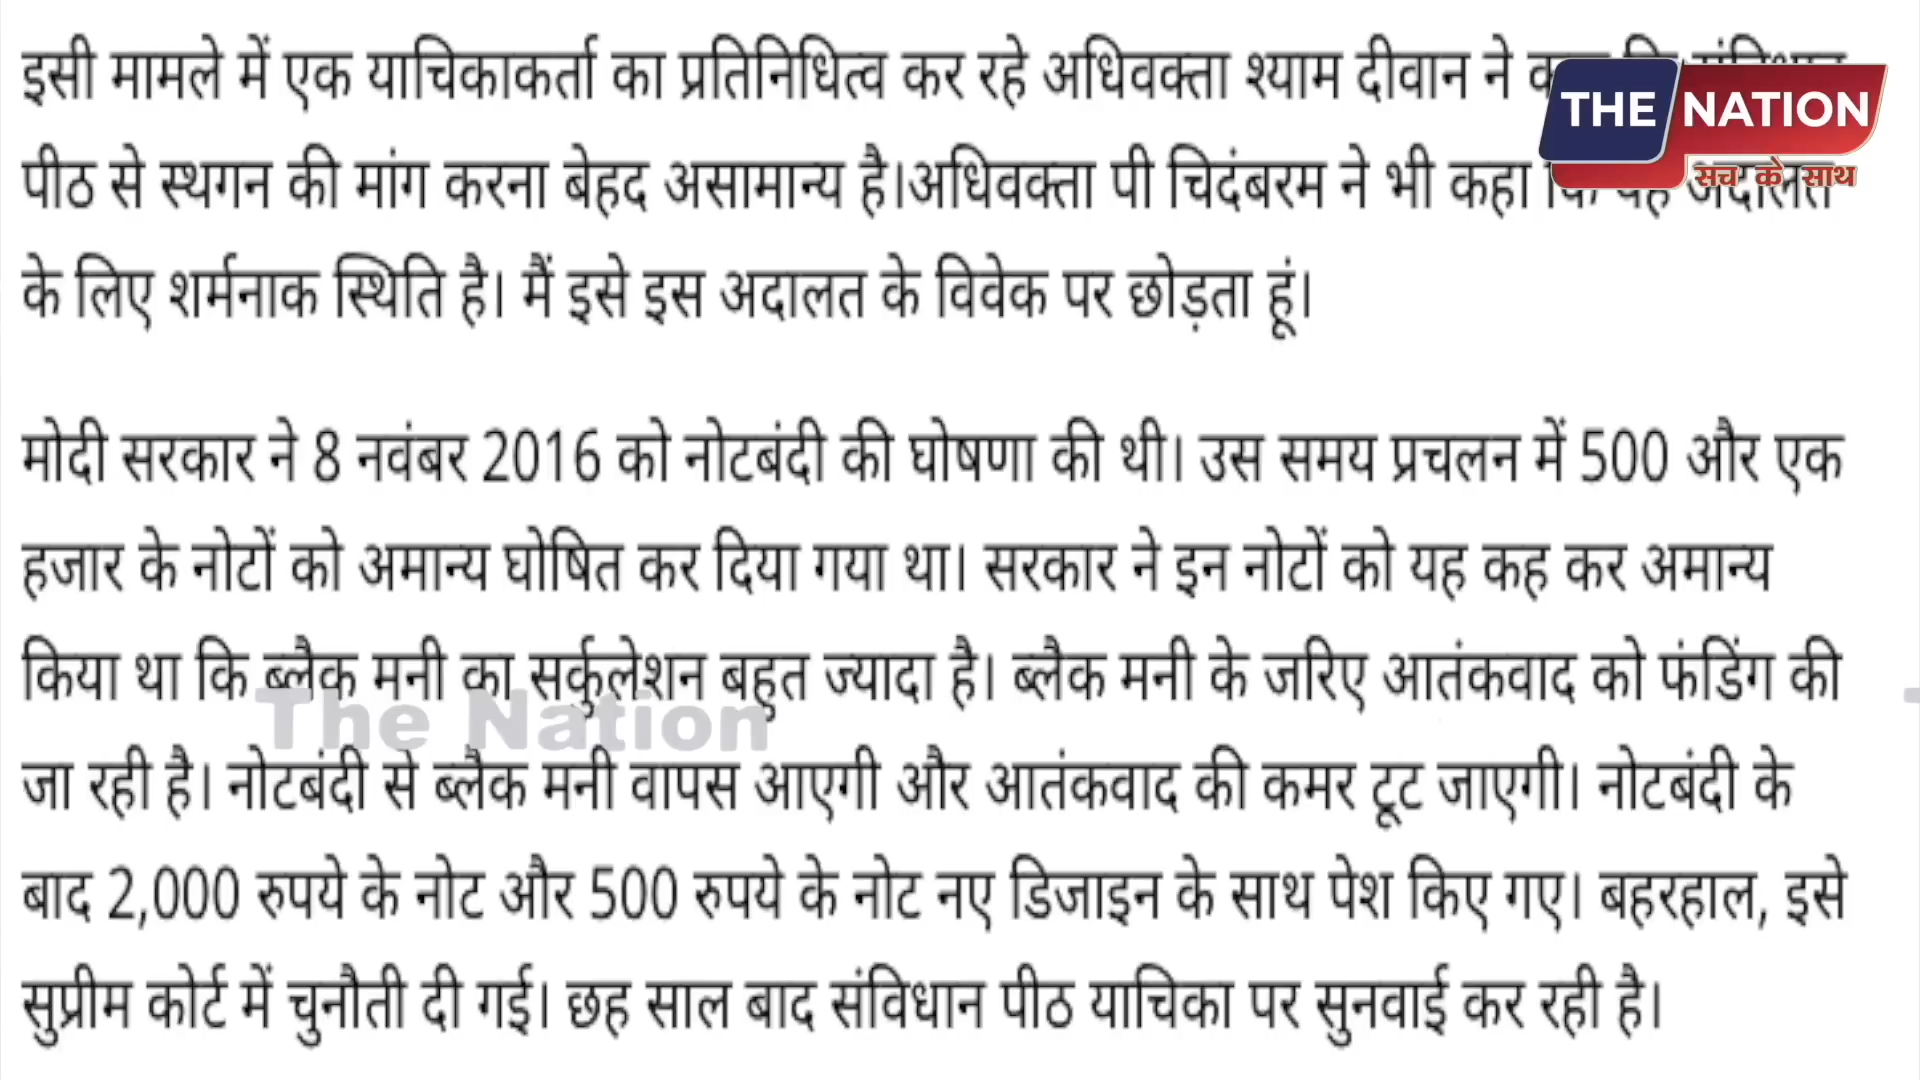 इसी मामले में एक याचिकाकर्ता का प्रतिनिधित्व कर रहे अधिवक्ता श्याम दीवान ने
THE NATION
पीठ से स्थगन की मांग करना बेहद असामान्य है।अधिवक्ता पी चिदंबरम ने भी कहा अदालत
सच के साथ
के लिए शर्मनाक स्थिति है। मैं इसे इस अदालत के विवेक पर छोड़ता हूं।
मोदी सरकार ने 8 नवंबर 2016 को नोटबंदी की घोषणा की थी। उस समय प्रचलन में 500 और एक
हजार के नोटों को अमान्य घोषित कर दिया गया था। सरकार ने इन नोटों को यह कह कर अमान्य
किया था कि ब्लैक मनी का सर्कुलेशन बहुत ज्यादा है। ब्लैक मनी के जरिए आतंकवाद को फंडिंग की
The Nation
जा रही है। नोटबंदी से ब्लैक मनी वापस आएगी और आतंकवाद की कमर टूट जाएगी। नोटबंदी के
बाद 2,000 रुपये के नोट और 500 रुपये के नोट नए डिजाइन के साथ पेश किए गए। बहरहाल, इसे
सुप्रीम कोर्ट में चुनौती दी गई। छह साल बाद संविधान पीठ याचिका पर सुनवाई कर रही है।